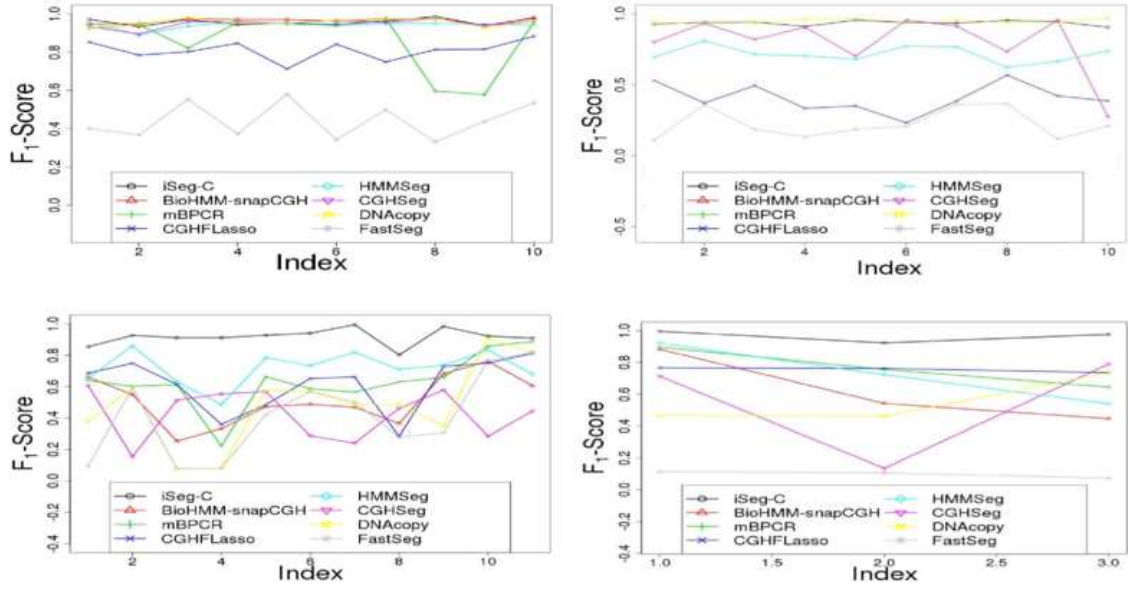 F1-Score
1.0
0.8
0.6
0.4
0.2
0.0
iSeg-C
BioHMM-snapCGH
mBPCR
CGHFLasso
HMMSeg
CGHSeg
DNAcopy
FastSeg
2 4 6 8 10
Index
F1-Score
1.0
0.5
0.0
-0.5
iSeg-C
BioHMM-snapCGH
mBPCR
CGHFLasso
HMMSeg
CGHSeg
DNAcopy
FastSeg
2 4 6 8 10
Index
F1-Score
1.0
0.8
0.6
0.4
0.2
0.0
-0.4
iSeg-C
BioHMM-snapCGH
mBPCR
CGHFLasso
HMMSeg
CGHSeg
DNAcopy
FastSeg
2 4 6 8 10
Index
F1-Score
1.0
0.8
0.6
0.4
0.2
0.0
-0.2
-0.4
iSeg-C
BioHMM-snapCGH
mBPCR
CGHFLasso
HMMSeg
CGHSeg
DNAcopy
FastSeg
1.0 1.5 2.0 2.5 3.0
Index